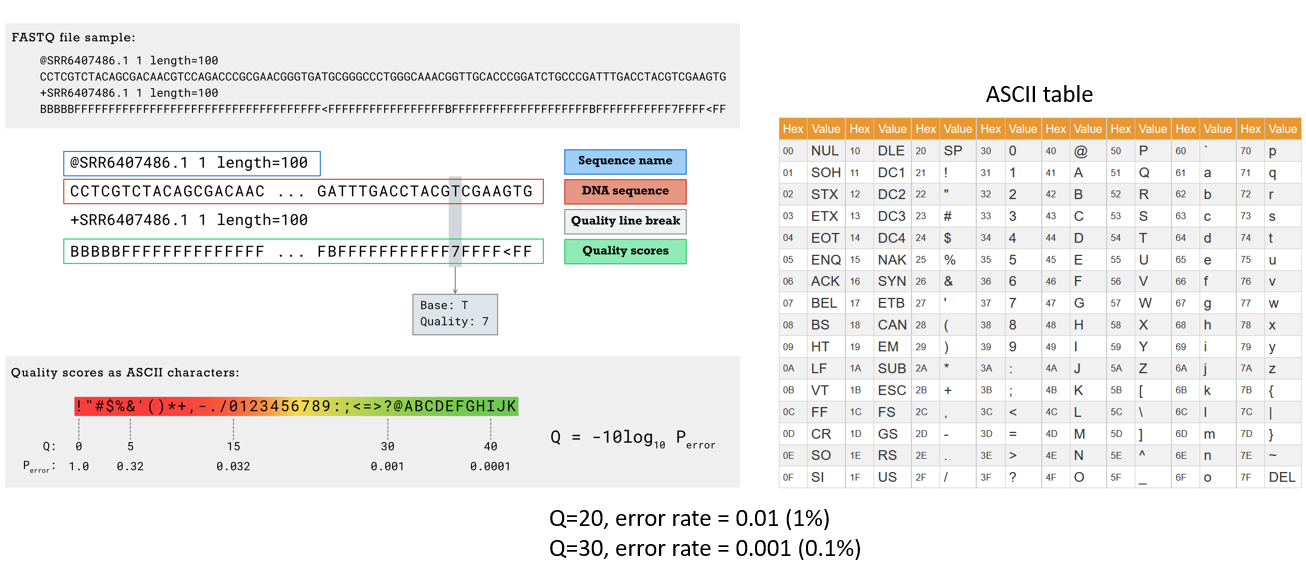 FASTQ file sample:
@SRR6407486.1 1 length=100
CCTCGTCTACAGCGACAACGTCCAGACCCGCGAACGGGTGATGCGGGCCCTGGGCAAACGGTTGCACCCGGATCTGCCCGATTTGACCTACGTCGAAGTG
+SRR6407486.1 1 length=100
BBBBBFFFFFFFFFFFFFFFFFFFFFFFFFFFFFFFFFFFF<FFFFFFFFFFFFFFFFFBFFFFFFFFFFFFFFFFFFFFBFFFFFFFFFFF7FFFF<FF
@SRR6407486.1 1 length=100 Sequence name
CCTCGTCTACAGCGACAAC ... GATTTGACCTACGTCGAAGTG DNA sequence
+SRR6407486.1 1 length=100 Quality line break
BBBBBFFFFFFFFFFFFFF ... FBFFFFFFFFFFF7FFFF<FF Quality scores
Base: T
Quality: 7
Quality scores as ASCII characters:
!"#$%&'()*+,-./0123456789:;<=>?@ABCDEFGHIJK
Q: 0 5 15 30 40
Perror: 1.0 0.32 0.032 0.001 0.0001
Q = -10log10 Perror
ASCII table
Hex Value Hex Value Hex Value Hex Value Hex Value Hex Value Hex Value Hex Value
00 NUL 10 DLE 20 SP 30 0 40 @ 50 P 60 ` 70 p
01 SOH 11 DC1 21 ! 31 1 41 A 51 Q 61 a 71 q
02 STX 12 DC2 22 " 32 2 42 B 52 R 62 b 72 r
03 ETX 13 DC3 23 # 33 3 43 C 53 S 63 c 73 s
04 EOT 14 DC4 24 $ 34 4 44 D 54 T 64 d 74 t
05 ENQ 15 NAK 25 % 35 5 45 E 55 U 65 e 75 u
06 ACK 16 SYN 26 & 36 6 46 F 56 V 66 f 76 v
07 BEL 17 ETB 27 ' 37 7 47 G 57 W 67 g 77 w
08 BS 18 CAN 28 ( 38 8 48 H 58 X 68 h 78 x
09 HT 19 EM 29 ) 39 9 49 I 59 Y 69 i 79 y
0A LF 1A SUB 2A * 3A : 4A J 5A Z 6A j 7A z
0B VT 1B ESC 2B + 3B ; 4B K 5B [ 6B k 7B {
0C FF 1C FS 2C , 3C < 4C L 5C \ 6C l 7C |
0D CR 1D GS 2D - 3D = 4D M 5D ] 6D m 7D }
0E SO 1E RS 2E . 3E > 4E N 5E ^ 6E n 7E ~
0F SI 1F US 2F / 3F ? 4F O 5F _ 6F o 7F DEL
Q=20, error rate = 0.01 (1%)
Q=30, error rate = 0.001 (0.1%)